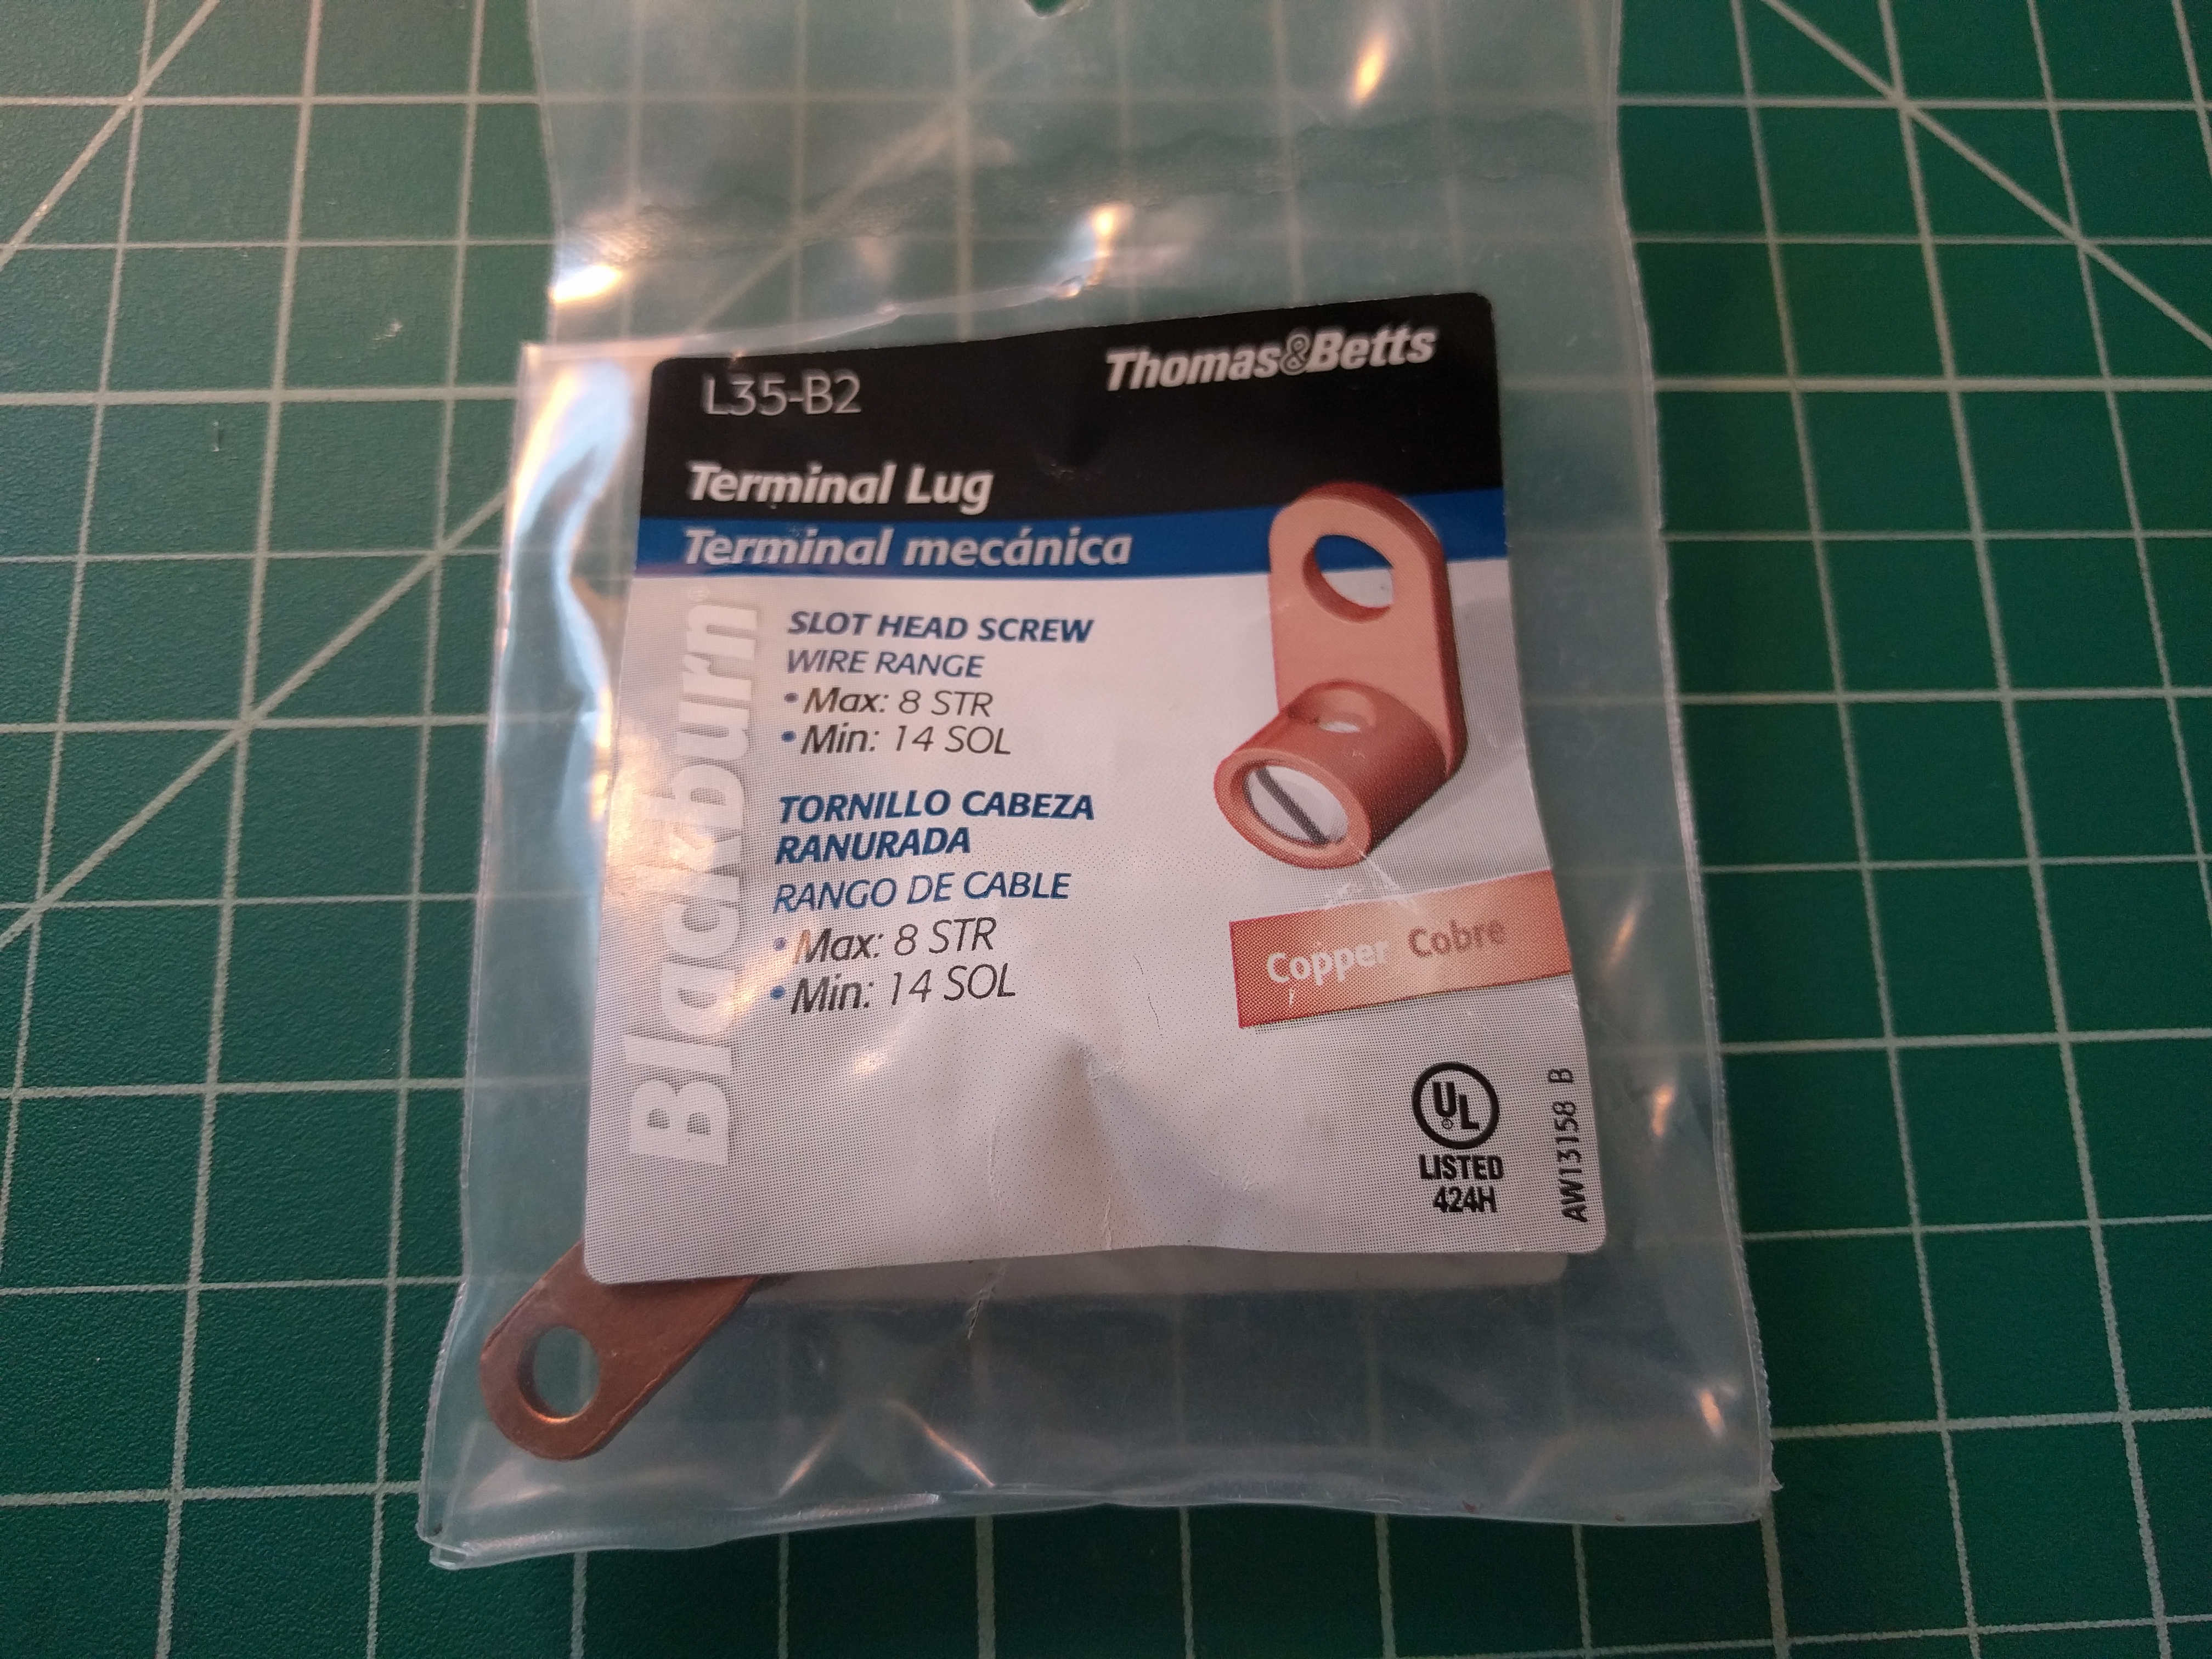 L35-B2
Thomas&Betts
Terminal Lug
Terminal mecánica
Blackburn®
SLOT HEAD SCREW
WIRE RANGE
• Max: 8 STR
• Min: 14 SOL
TORNILLO CABEZA
RANURADA
RANGO DE CABLE
• Max: 8 STR
• Min: 14 SOL
Copper Cobre
UL
LISTED
424H
AW13158 B